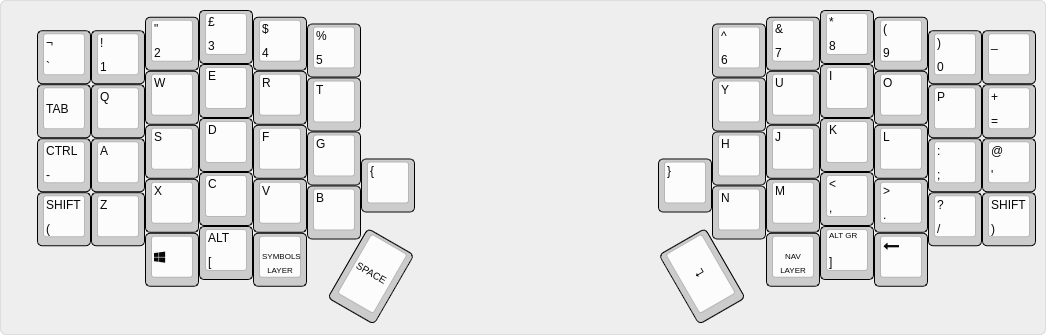 ¬ ! " £ $ % ^ & * ( ) _
` 1 2 3 4 5 6 7 8 9 0
TAB Q W E R T Y U I O P +
=
CTRL A S D F G H J K L : @
- ; '
{ }
SHIFT Z X C V B N M < > ? SHIFT
( , . / )
ALT ALT GR ←
[ SYMBOLS NAV ]
LAYER LAYER
SPACE ⤶